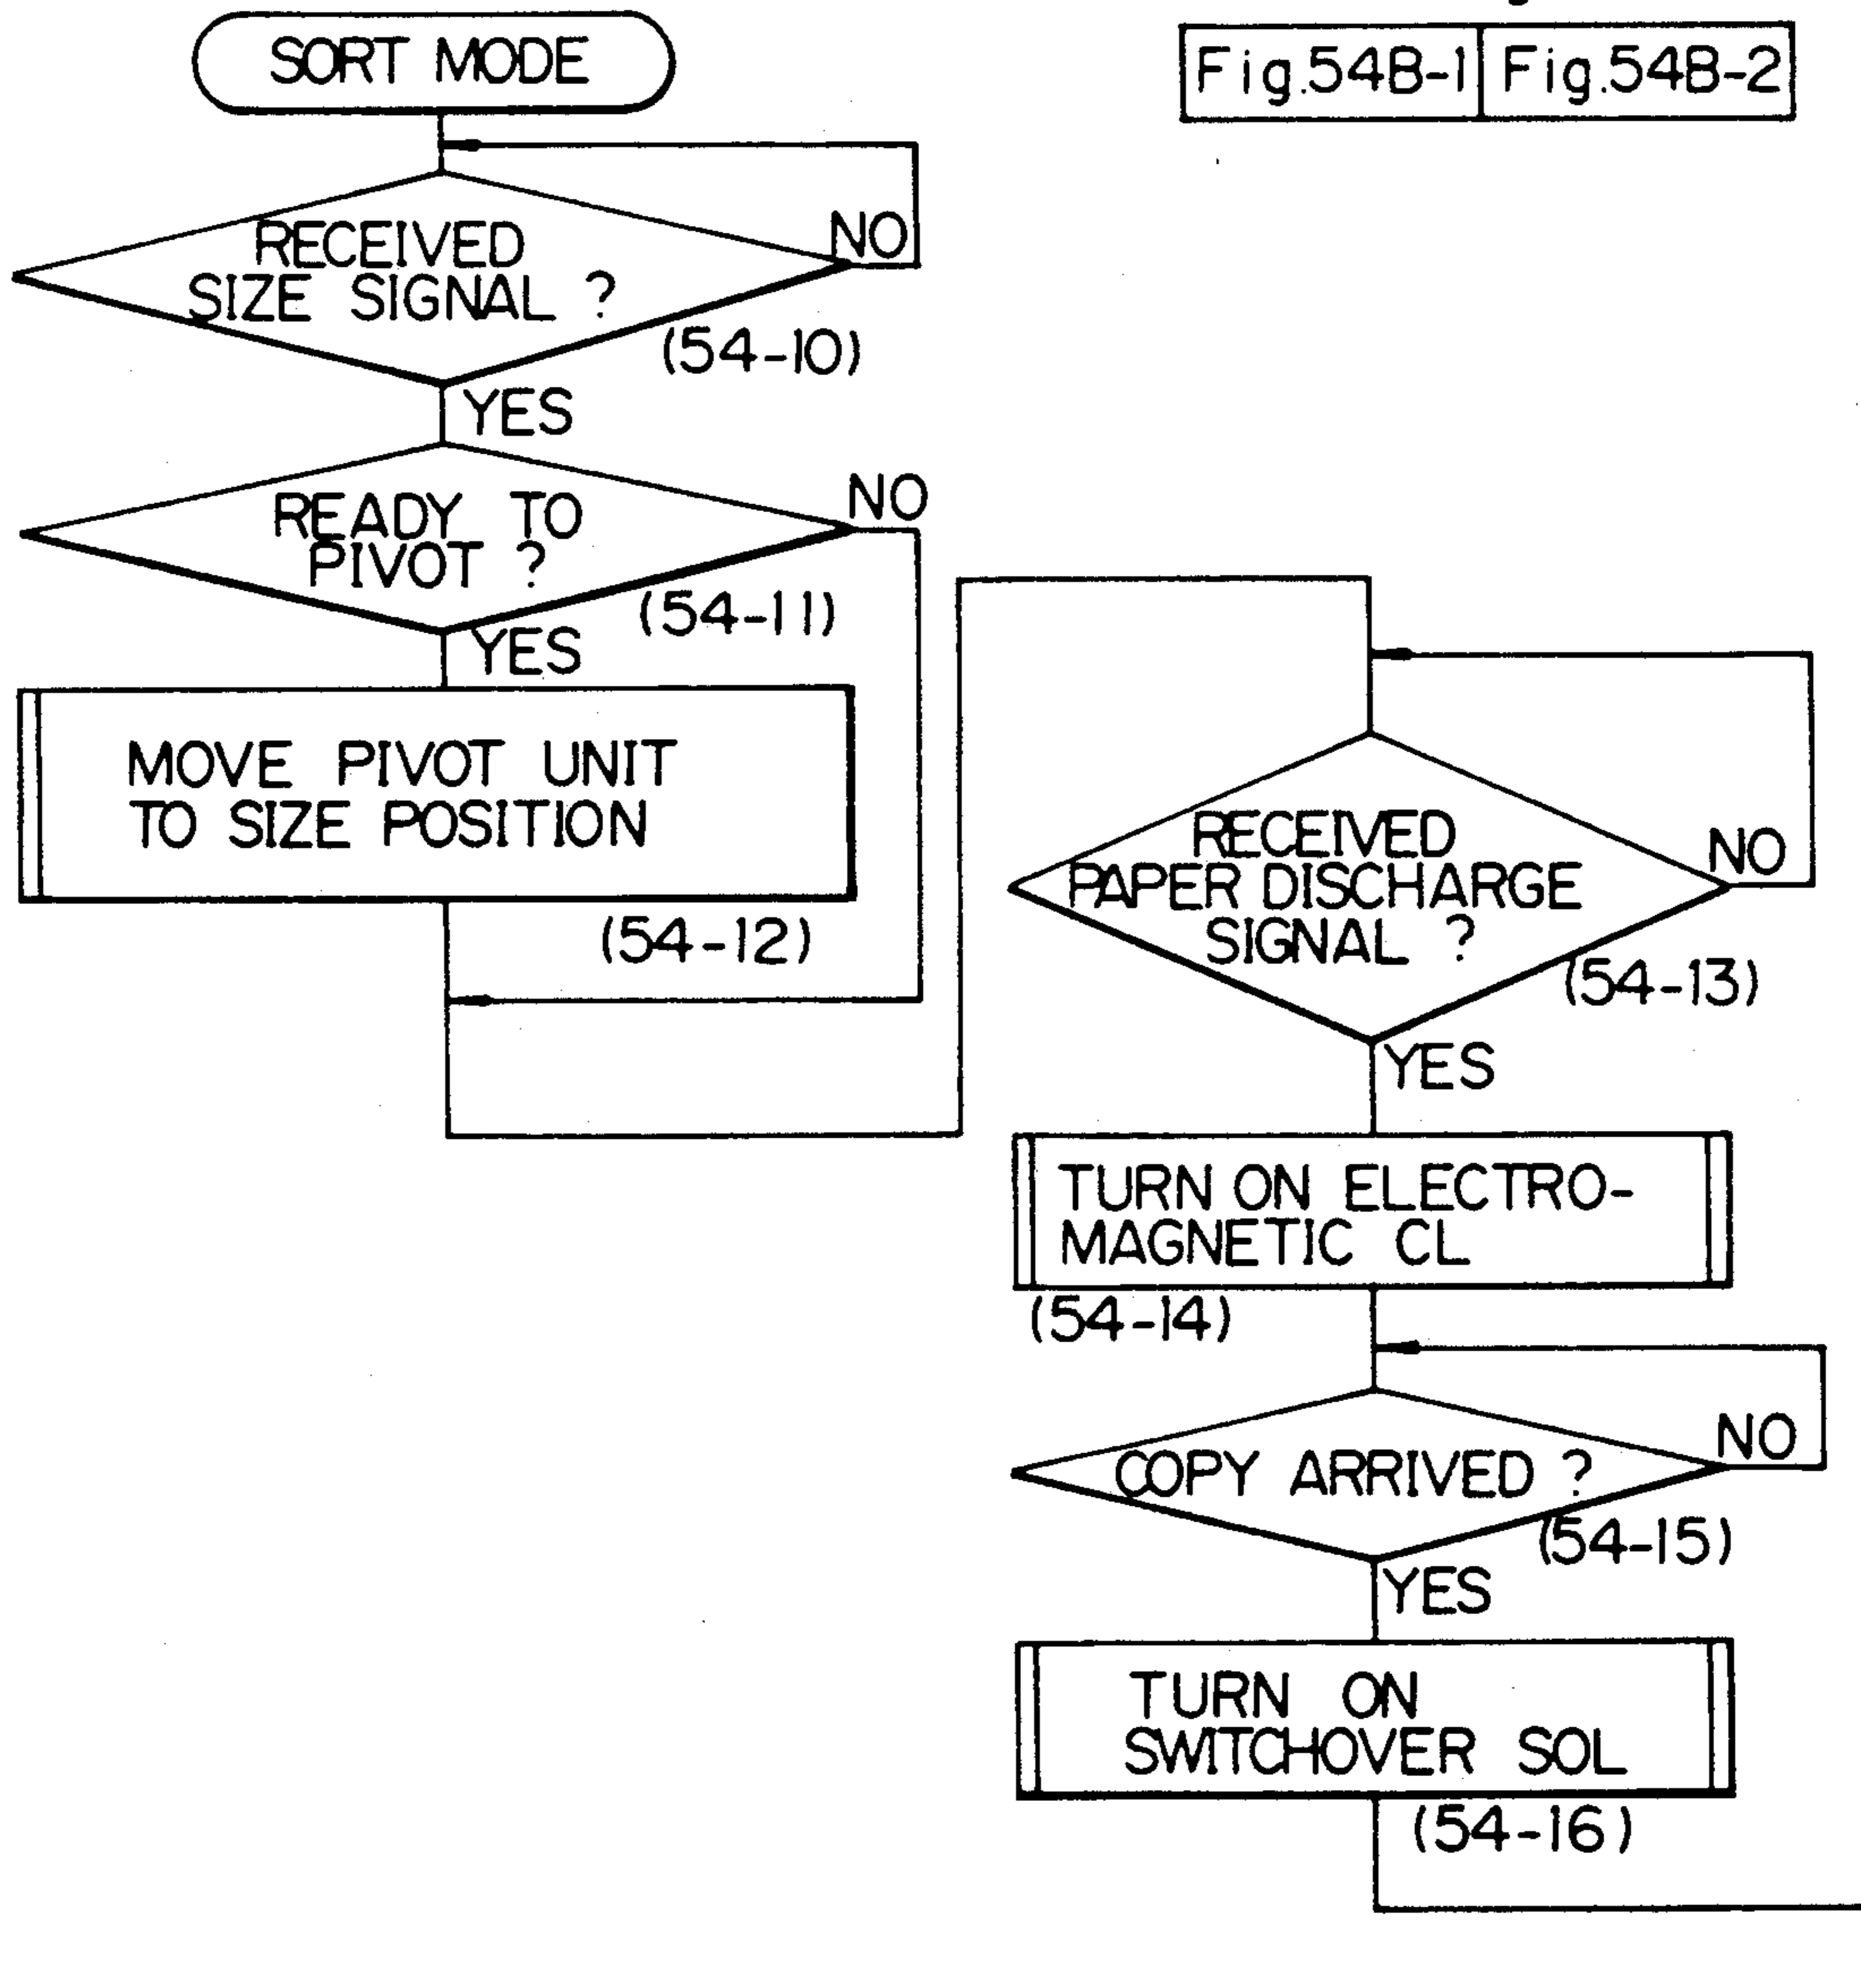 SORT MODE
Fig.54B-1 Fig.54B-2
RECEIVED
SIZE SIGNAL ?
NO
(54-10)
YES
READY TO
PIVOT ?
NO
(54-11)
YES
MOVE PIVOT UNIT
TO SIZE POSITION
(54-12)
RECEIVED
PAPER DISCHARGE
SIGNAL ?
NO
(54-13)
YES
TURN ON ELECTRO-
MAGNETIC CL
(54-14)
COPY ARRIVED ?
NO
(54-15)
YES
TURN ON
SWITCHOVER SOL
(54-16)